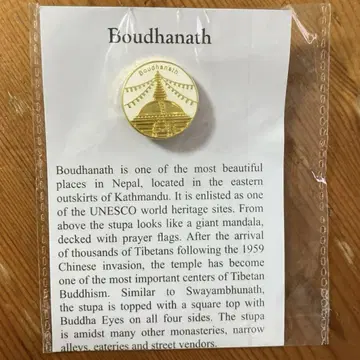 Boudhanath
Boudhanath
Boudhanath is one of the most beautiful
places in Nepal, located in the eastern
outskirts of Kathmandu. It is enlisted as one
of the UNESCO world heritage sites. From
above the stupa looks like a giant mandala,
decked with prayer flags. After the arrival
of thousands of Tibetans following the 1959
Chinese invasion, the temple has become
one of the most important centers of Tibetan
Buddhism. Similar to Swayambhunath,
the stupa is topped with a square top with
Buddha Eyes on all four sides. The stupa
is amidst many other monasteries, narrow
alleys, eateries and street vendors.